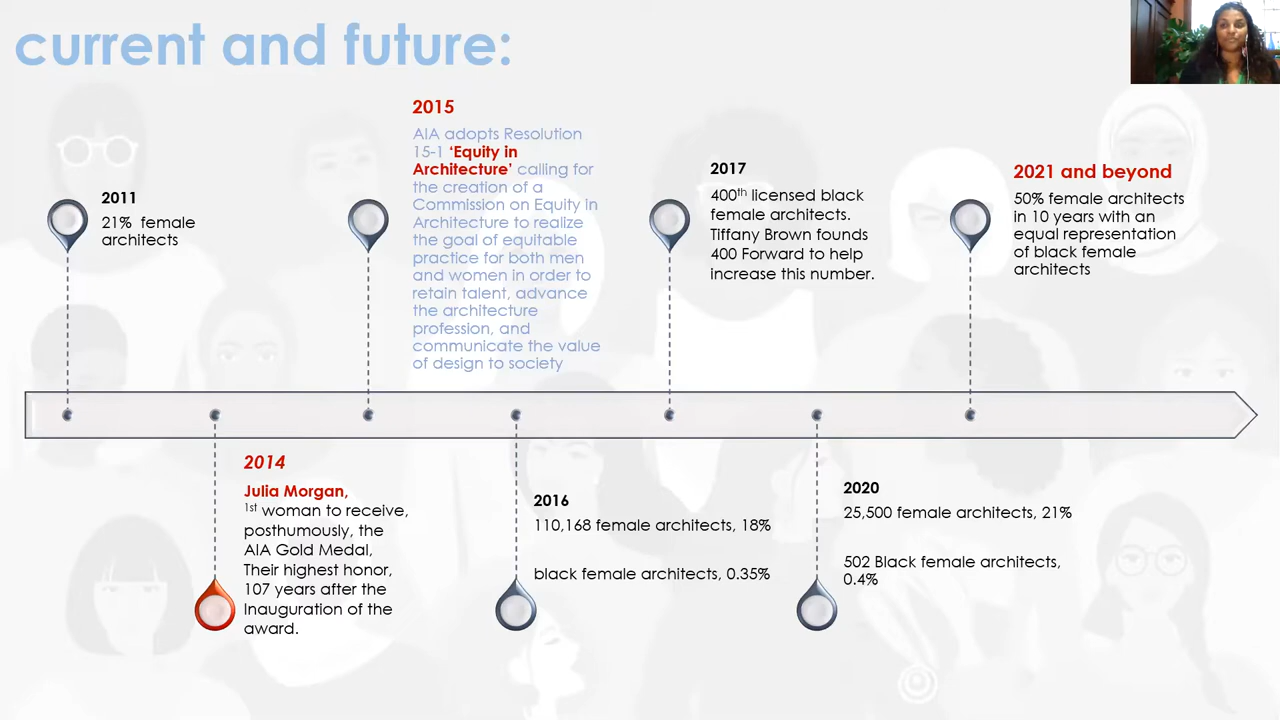 current and future:
2011
21% female
architects
2014
Julia Morgan,
1st woman to receive,
posthumously, the
AIA Gold Medal,
Their highest honor,
107 years after the
Inauguration of the
award.
2015
AIA adopts Resolution
15-1 ‘Equity in
Architecture’ calling for
the creation of a
Commission on Equity in
Architecture to realize
the goal of equitable
practice for both men
and women in order to
retain talent, advance
the architecture
profession, and
communicate the value
of design to society
2016
110,168 female architects, 18%
black female architects, 0.35%
2017
400th licensed black
female architects.
Tiffany Brown founds
400 Forward to help
increase this number.
2020
25,500 female architects, 21%
502 Black female architects,
0.4%
2021 and beyond
50% female architects
in 10 years with an
equal representation
of black female
architects